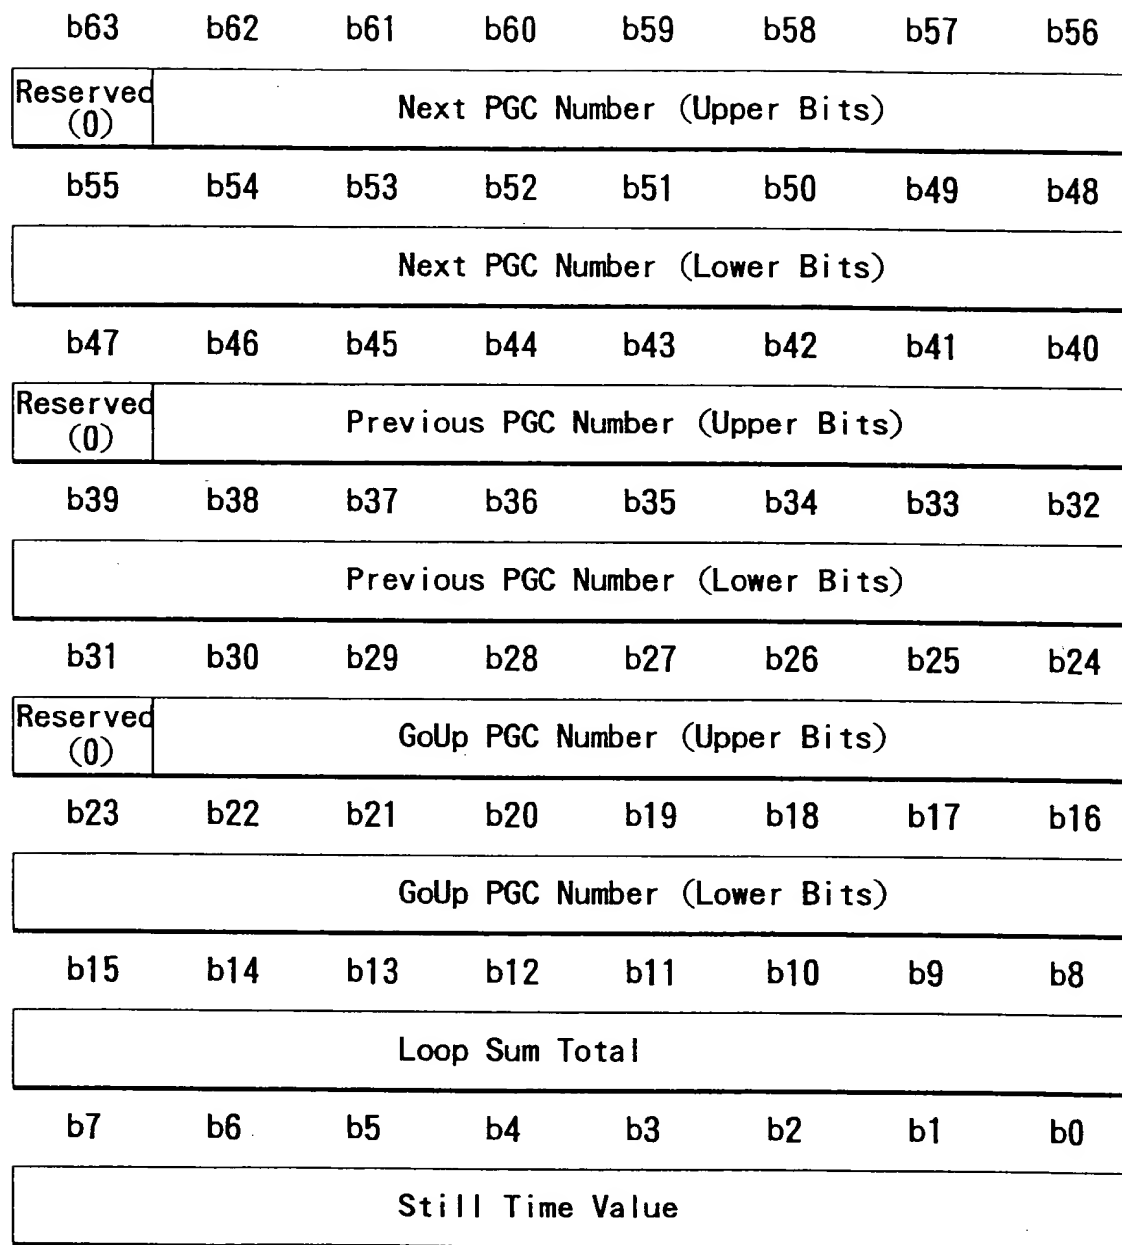 b63 b62 b61 b60 b59 b58 b57 b56
Reserved
(0)
Next PGC Number (Upper Bits)
b55 b54 b53 b52 b51 b50 b49 b48
Next PGC Number (Lower Bits)
b47 b46 b45 b44 b43 b42 b41 b40
Reserved
(0)
Previous PGC Number (Upper Bits)
b39 b38 b37 b36 b35 b34 b33 b32
Previous PGC Number (Lower Bits)
b31 b30 b29 b28 b27 b26 b25 b24
Reserved
(0)
GoUp PGC Number (Upper Bits)
b23 b22 b21 b20 b19 b18 b17 b16
GoUp PGC Number (Lower Bits)
b15 b14 b13 b12 b11 b10 b9 b8
Loop Sum Total
b7 b6 b5 b4 b3 b2 b1 b0
Still Time Value